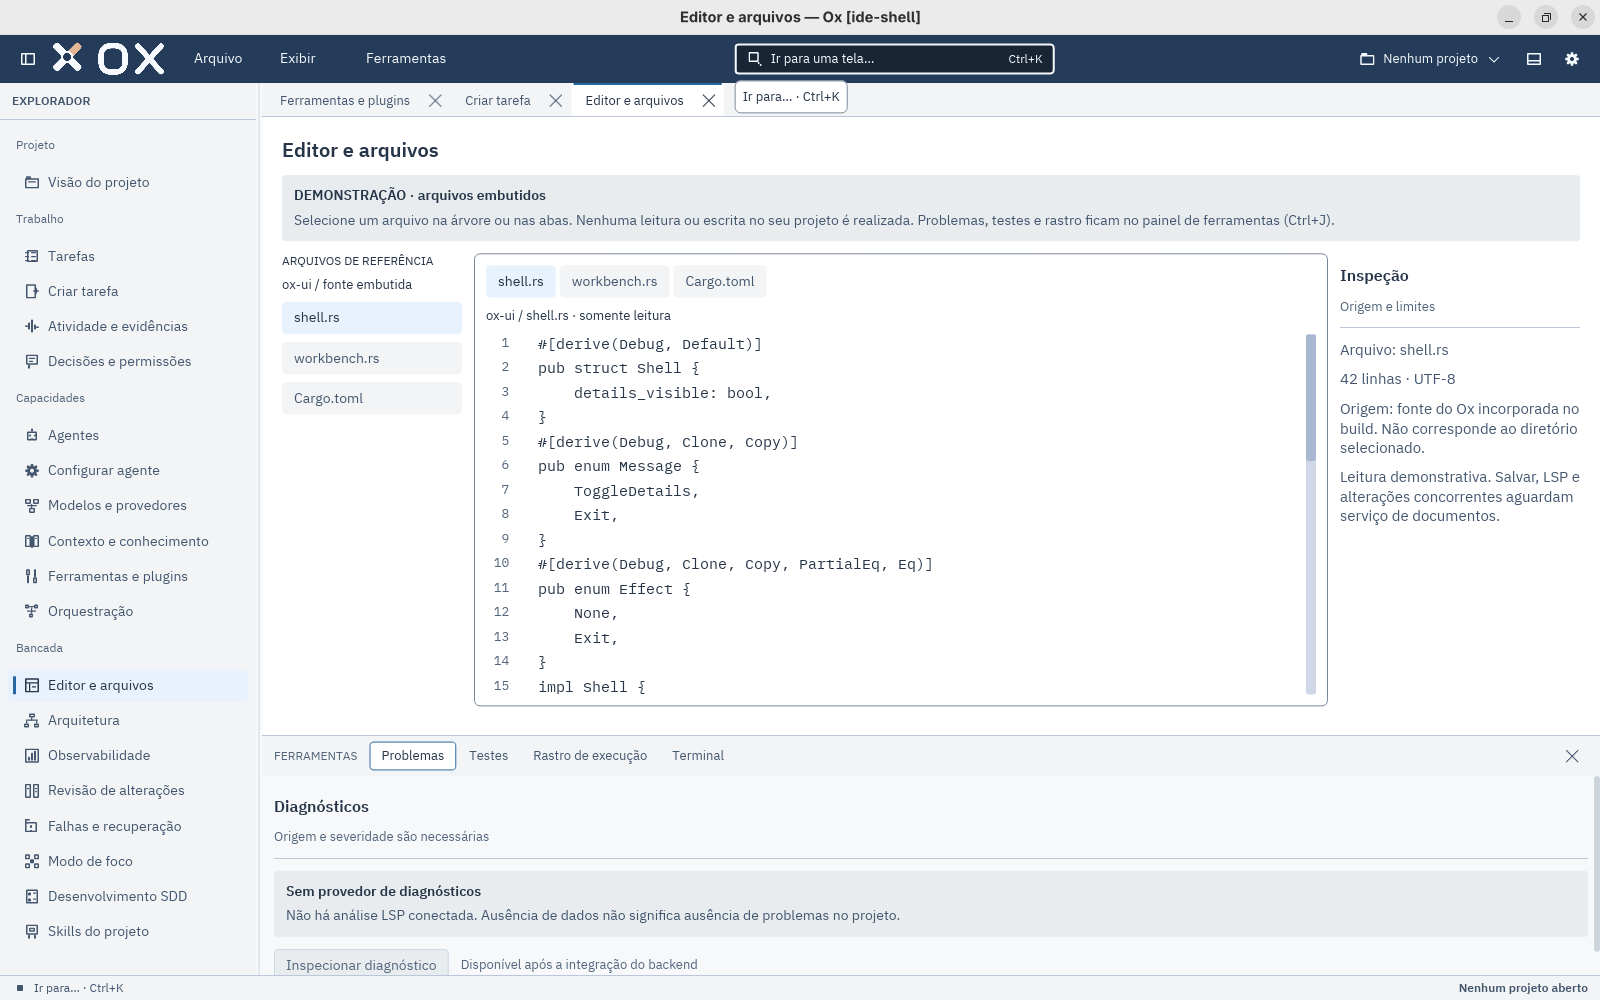 Editor e arquivos — Ox [ide-shell]
OX
Arquivo
Exibir
Ferramentas
Ir para uma tela... Ctrl+K
Nenhum projeto
EXPLORADOR
Ferramentas e plugins
Criar tarefa
Editor e arquivos
Ir para... · Ctrl+K
Projeto
Visão do projeto
Trabalho
Tarefas
Criar tarefa
Atividade e evidências
Decisões e permissões
Capacidades
Agentes
Configurar agente
Modelos e provedores
Contexto e conhecimento
Ferramentas e plugins
Orquestração
Bancada
Editor e arquivos
Arquitetura
Observabilidade
Revisão de alterações
Falhas e recuperação
Modo de foco
Desenvolvimento SDD
Skills do projeto
Editor e arquivos
DEMONSTRAÇÃO · arquivos embutidos
Selecione um arquivo na árvore ou nas abas. Nenhuma leitura ou escrita no seu projeto é realizada. Problemas, testes e rastro ficam no painel de ferramentas (Ctrl+J).
ARQUIVOS DE REFERÊNCIA
ox-ui / fonte embutida
shell.rs
workbench.rs
Cargo.toml
shell.rs
workbench.rs
Cargo.toml
ox-ui / shell.rs · somente leitura
1 #[derive(Debug, Default)]
2 pub struct Shell {
3     details_visible: bool,
4 }
5 #[derive(Debug, Clone, Copy)]
6 pub enum Message {
7     ToggleDetails,
8     Exit,
9 }
10 #[derive(Debug, Clone, Copy, PartialEq, Eq)]
11 pub enum Effect {
12     None,
13     Exit,
14 }
15 impl Shell {
Inspeção
Origem e limites
Arquivo: shell.rs
42 linhas · UTF-8
Origem: fonte do Ox incorporada no
build. Não corresponde ao diretório
selecionado.
Leitura demonstrativa. Salvar, LSP e
alterações concorrentes aguardam
serviço de documentos.
FERRAMENTAS
Problemas
Testes
Rastro de execução
Terminal
Diagnósticos
Origem e severidade são necessárias
Sem provedor de diagnósticos
Não há análise LSP conectada. Ausência de dados não significa ausência de problemas no projeto.
Inspecionar diagnóstico
Disponível após a integração do backend
Ir para... · Ctrl+K
Nenhum projeto aberto